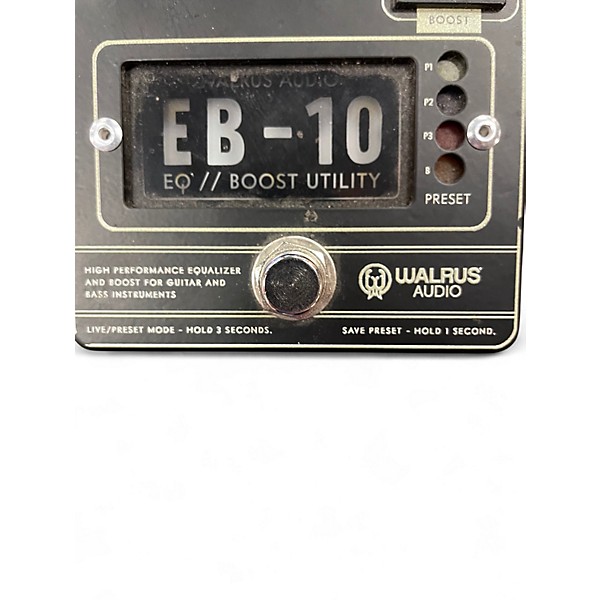 BOOST
WALRUS AUDIO
EB-10
EQ // BOOST UTILITY
P1
P2
P3
B
PRESET
HIGH PERFORMANCE EQUALIZER
AND BOOST FOR GUITAR AND
BASS INSTRUMENTS
WALRUS
AUDIO
LIVE/PRESET MODE - HOLD 3 SECONDS.
SAVE PRESET - HOLD 1 SECOND.